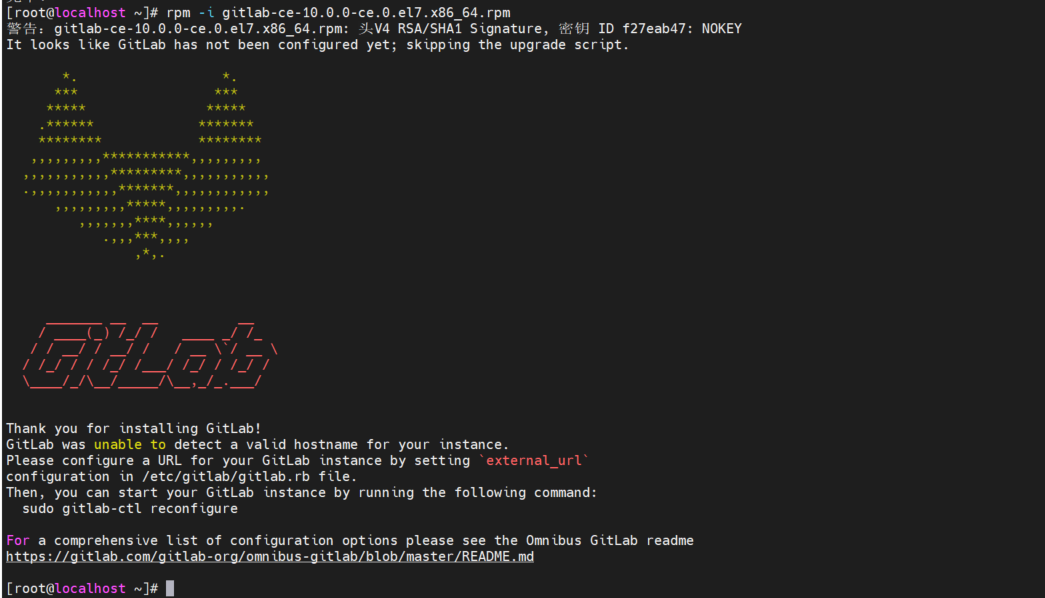 [root@localhost ~]# rpm -i gitlab-ce-10.0.0-ce.0.el7.x86_64.rpm
警告: gitlab-ce-10.0.0-ce.0.el7.x86_64.rpm: 头V4 RSA/SHA1 Signature, 密钥 ID f27eab47: NOKEY
It looks like GitLab has not been configured yet; skipping the upgrade script.
GitLab
Thank you for installing GitLab!
GitLab was unable to detect a valid hostname for your instance.
Please configure a URL for your GitLab instance by setting `external_url`
configuration in /etc/gitlab/gitlab.rb file.
Then, you can start your GitLab instance by running the following command:
sudo gitlab-ctl reconfigure
For a comprehensive list of configuration options please see the Omnibus GitLab readme
https://gitlab.com/gitlab-org/omnibus-gitlab/blob/master/README.md
[root@localhost ~]#